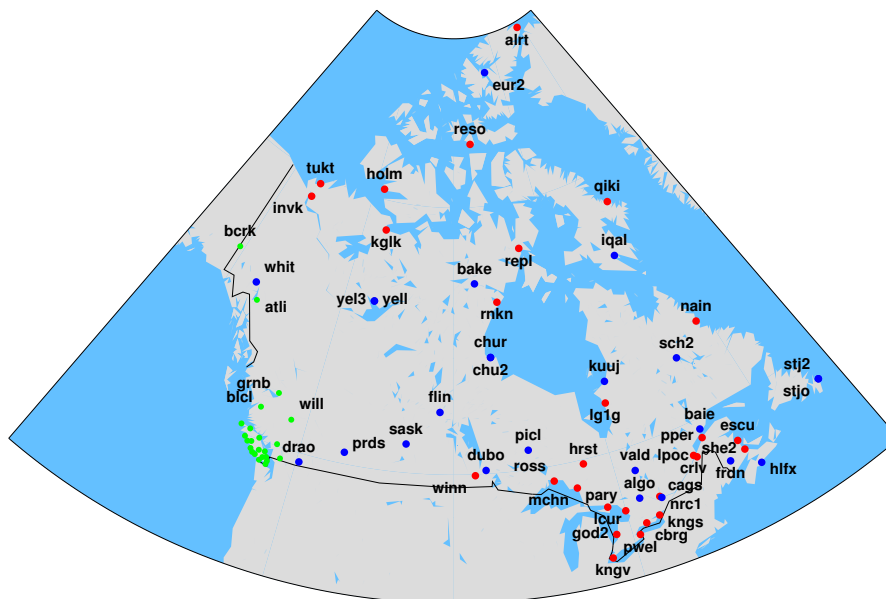 alrt
eur2
reso
tukt
holm
invk
qiki
bcrk
kglk
iqal
repl
whit
bake
yel3 yell
atli
rnkn
nain
chur
chu2
sch2
kuuj
stj2
stjo
grnb
blcl
will
flin
lg1g
baie
escu
pper
sask
prds
picl
drao
dubo
ross
hrst
vald
lpoc
she2
crlv
frdn
hlfx
winn
mchn
pary
algo
cags
nrc1
lcur
god2
kngs
cbrg
pwel
kngv